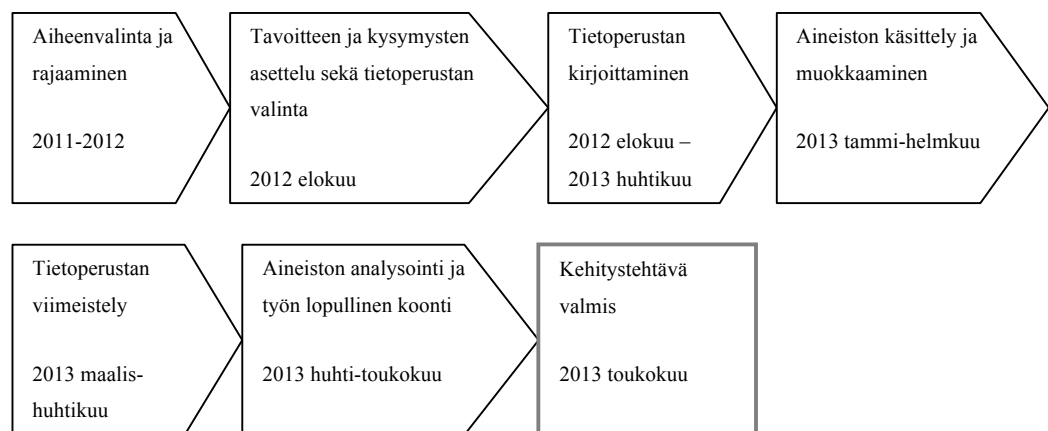 Aiheenvalinta ja
rajaaminen
2011-2012
Tavoitteen ja kysymysten
asettelu sekä tietoperustan
valinta
2012 elokuu
Tietoperustan
kirjoittaminen
2012 elokuu –
2013 huhtikuu
Aineiston käsittely ja
muokkaaminen
2013 tammi-helmkuu
Tietoperustan
viimeistely
2013 maalis-
huhtikuu
Aineiston analysointi ja
työn lopullinen koonti
2013 huhti-toukokuu
Kehitystehtävä
valmis
2013 toukokuu